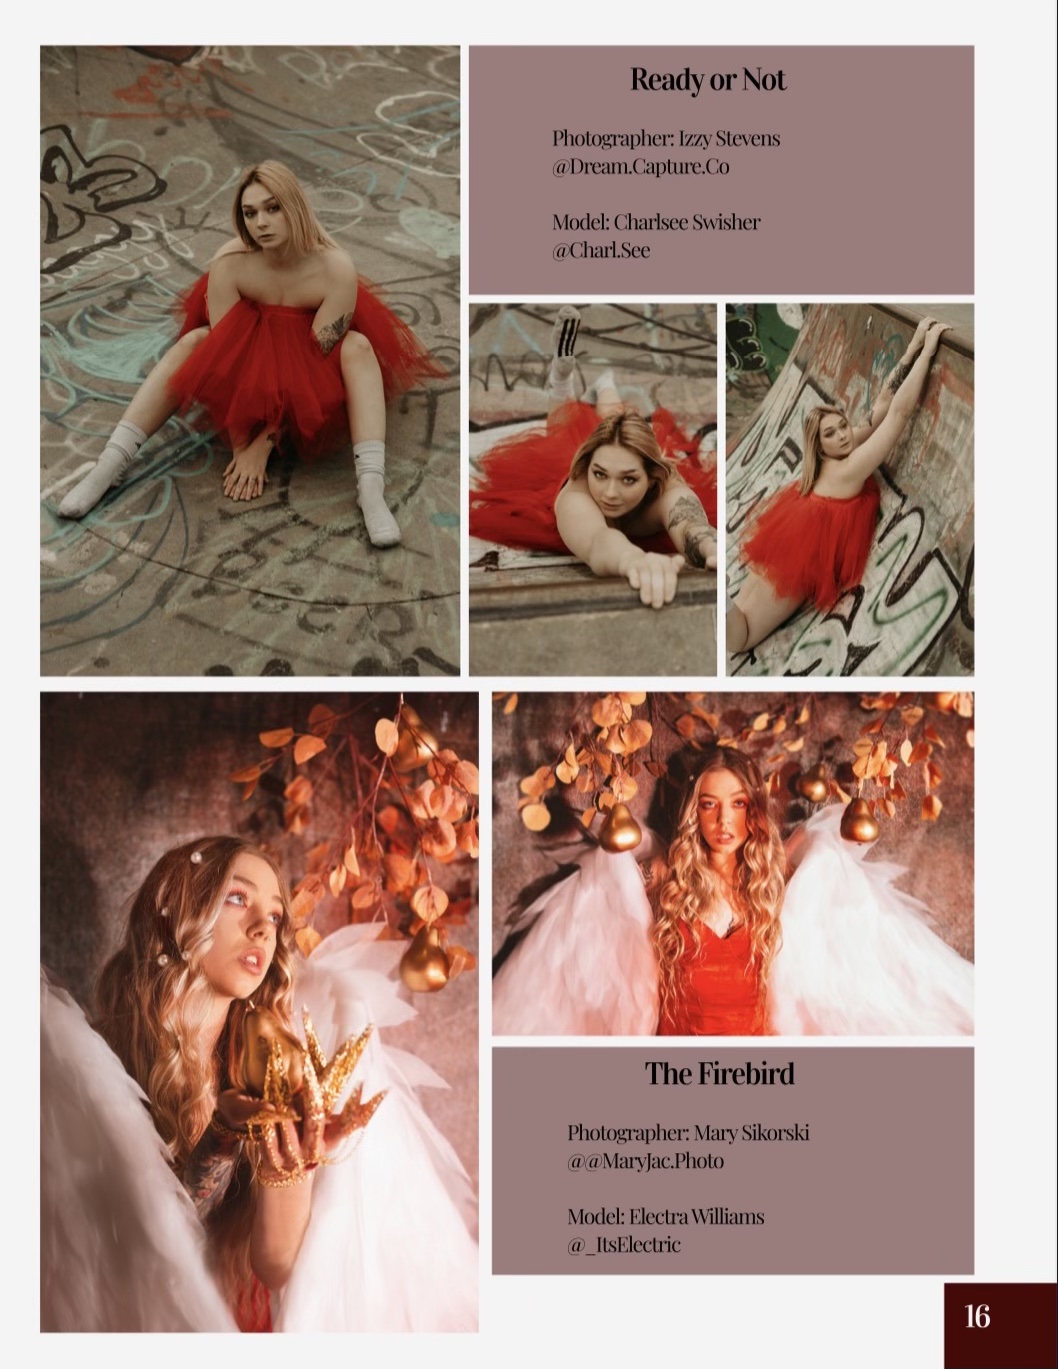 Ready or Not
Photographer: Izzy Stevens
@Dream.Capture.Co
Model: Charlsee Swisher
@Charl.See
The Firebird
Photographer: Mary Sikorski
@@MaryJac.Photo
Model: Electra Williams
@_ItsElectric
16